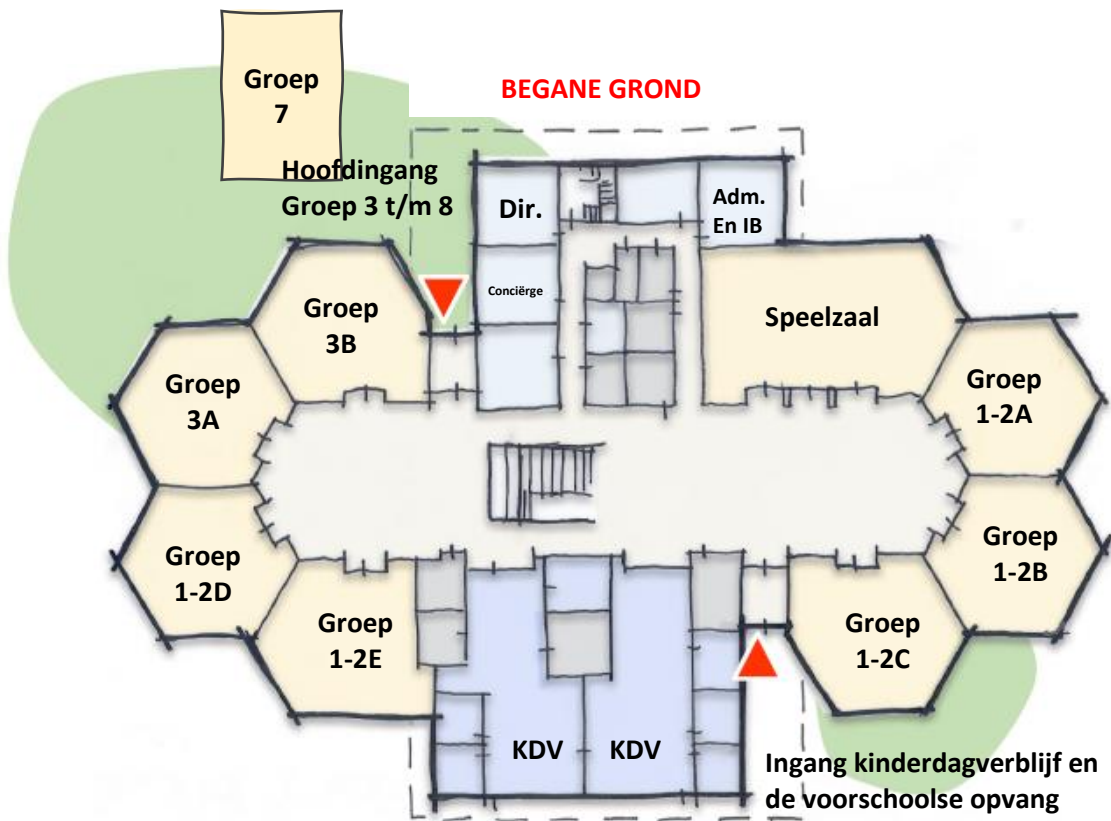 Groep
7
BEGANE GROND
Hoofdingang
Groep 3 t/m 8
Dir.
Adm.
En IB
Conciërge
Groep
3B
Speelzaal
Groep
3A
Groep
1-2A
Groep
1-2D
Groep
1-2B
Groep
1-2E
Groep
1-2C
KDV
KDV
Ingang kinderdagverblijf en
de voorschoolse opvang